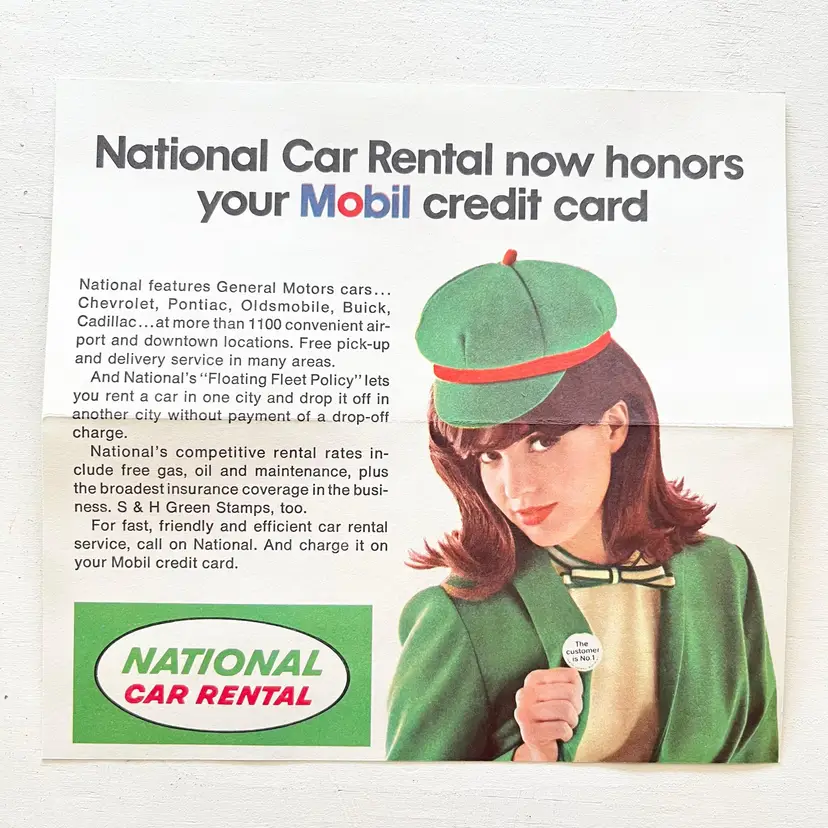 National Car Rental now honors
your Mobil credit card
National features General Motors cars...
Chevrolet, Pontiac, Oldsmobile, Buick,
Cadillac...at more than 1100 convenient air-
port and downtown locations. Free pick-up
and delivery service in many areas.
And National's "Floating Fleet Policy" lets
you rent a car in one city and drop it off in
another city without payment of a drop-off
charge.
National's competitive rental rates in-
clude free gas, oil and maintenance, plus
the broadest insurance coverage in the busi-
ness. S & H Green Stamps, too.
For fast, friendly and efficient car rental
service, call on National. And charge it on
your Mobil credit card.
The
customer
is No.1
NATIONAL
CAR RENTAL